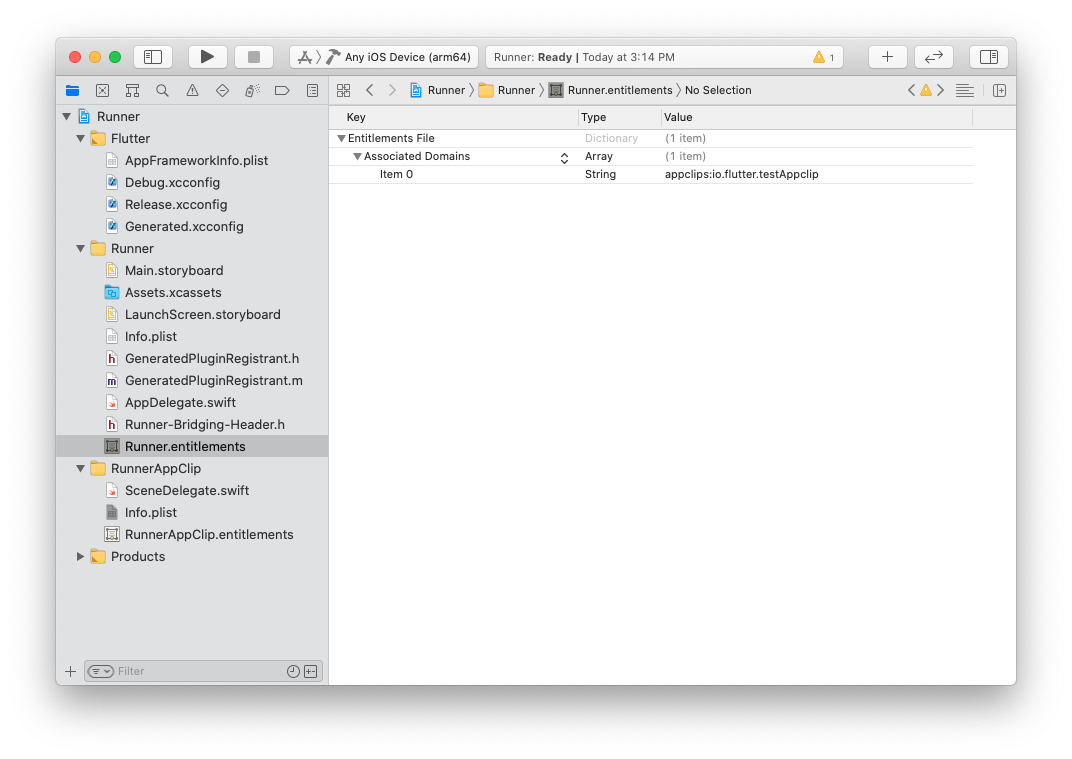 Any iOS Device (arm64)
Runner: Ready | Today at 3:14 PM
1
Runner
Runner
Runner.entitlements
No Selection
Runner
Flutter
AppFrameworkInfo.plist
Debug.xcconfig
Release.xcconfig
Generated.xcconfig
Runner
Main.storyboard
Assets.xcassets
LaunchScreen.storyboard
Info.plist
h GeneratedPluginRegistrant.h
m GeneratedPluginRegistrant.m
AppDelegate.swift
h Runner-Bridging-Header.h
Runner.entitlements
RunnerAppClip
SceneDelegate.swift
Info.plist
RunnerAppClip.entitlements
Products
Filter
Key Type Value
Entitlements File Dictionary (1 item)
Associated Domains Array (1 item)
Item 0 String appclips:io.flutter.testAppclip